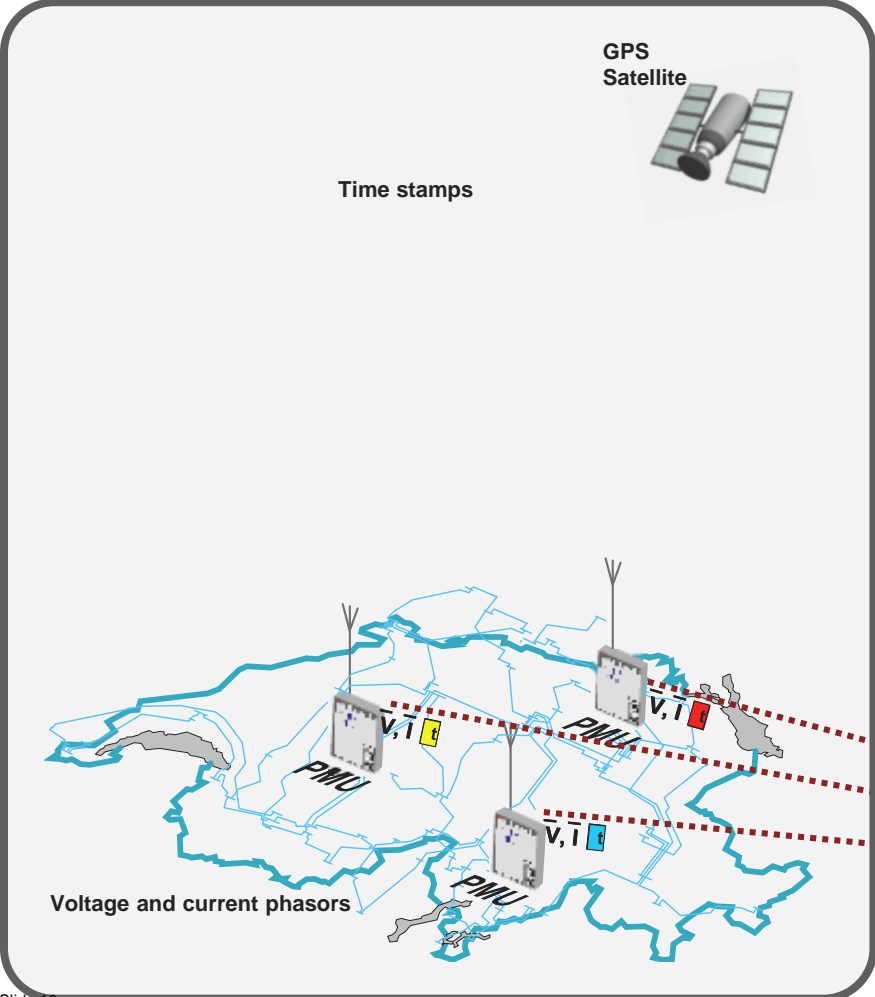 GPS
Satellite
Time stamps
v, i t
PMU
v, i t
PMU
v, i t
PMU
Voltage and current phasors